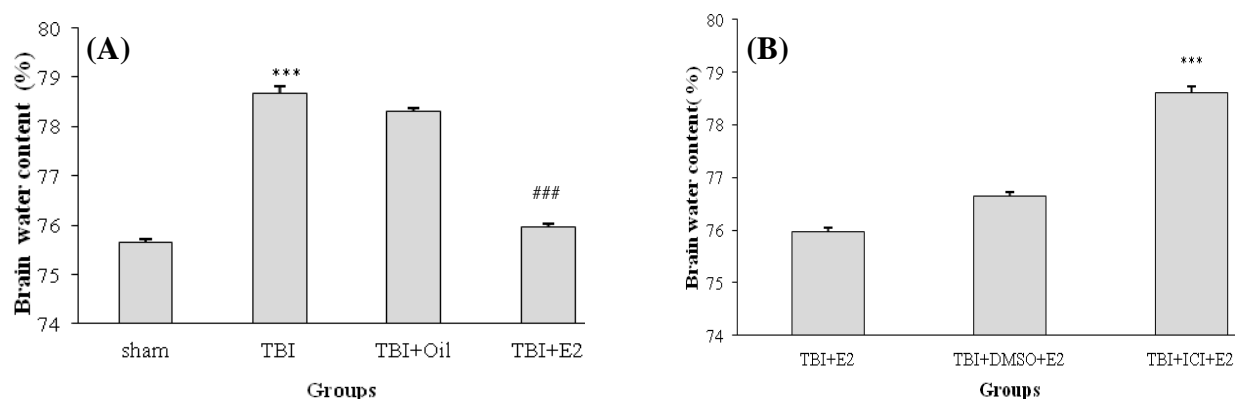 (A)
Brain water content (%)
80
79
78
77
76
75
74
***
###
sham TBI TBI+Oil TBI+E2
Groups
(B)
Brain water content( %)
80
79
78
77
76
75
74
***
TBI+E2 TBI+DMSO+E2 TBI+ICI+E2
Groups